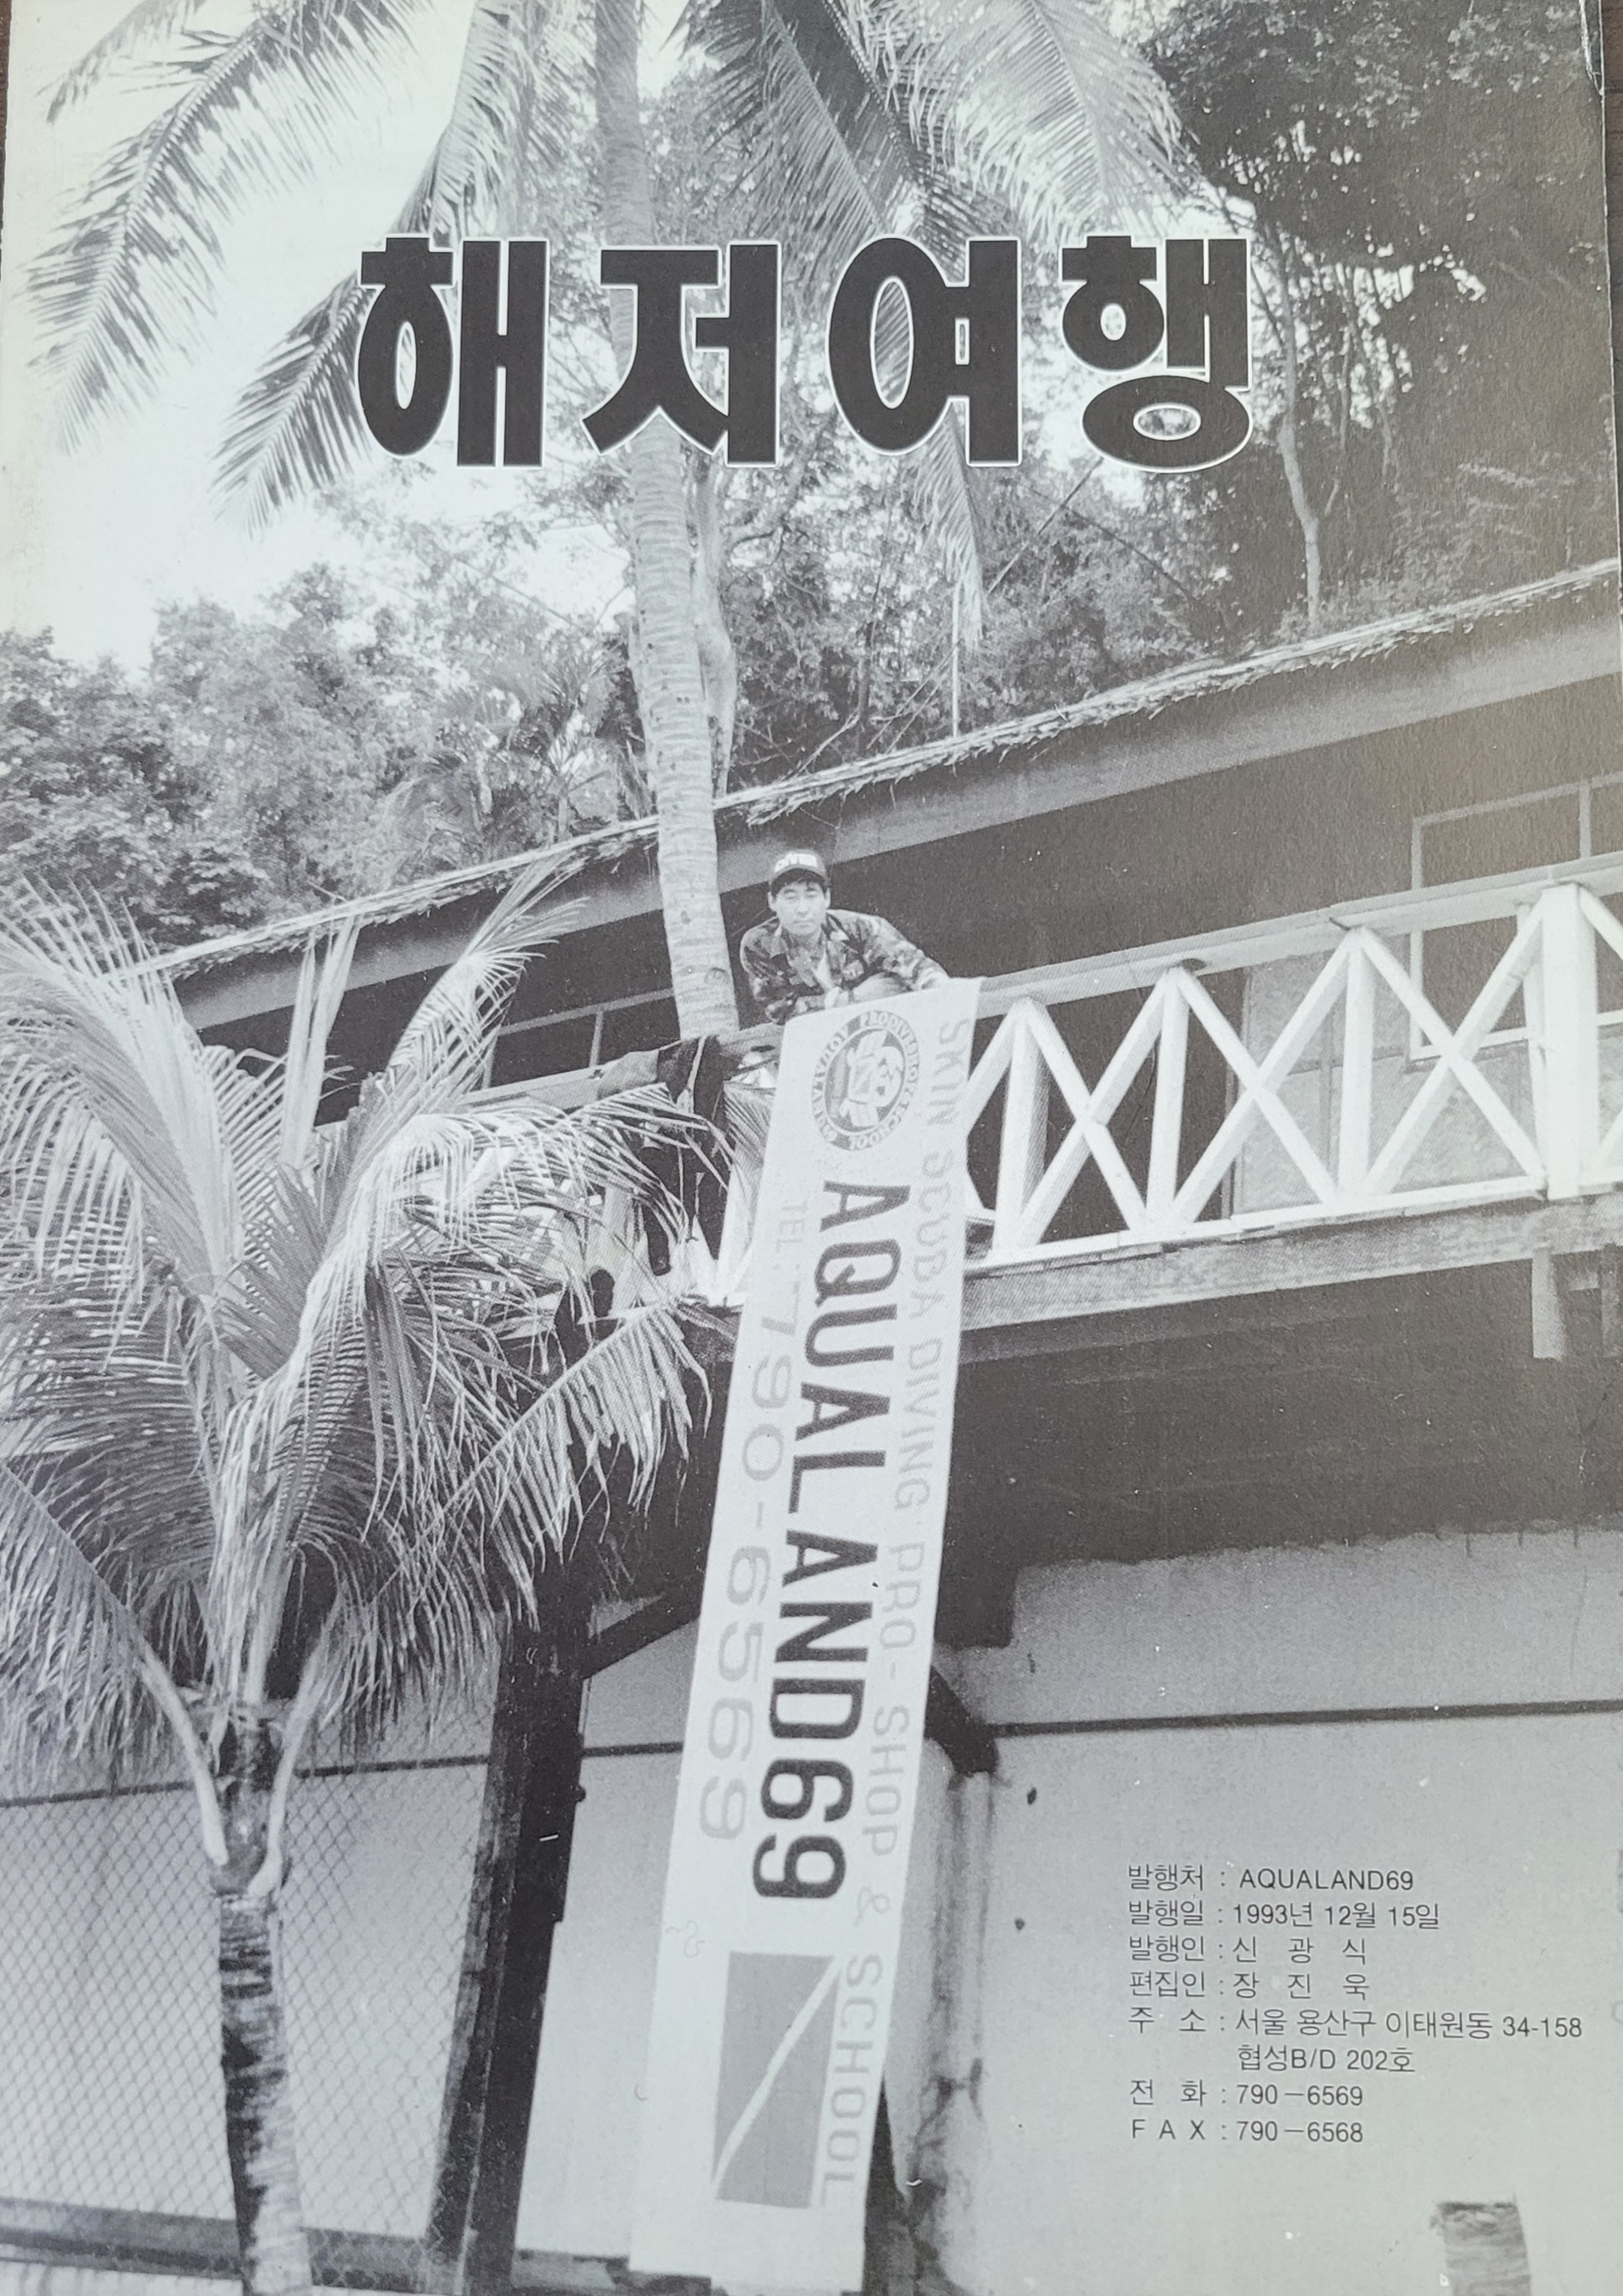 해저여행
SKIN SCUBA DIVING PRO-SHOP & SCHOOL
AQUALAND69
TEL:790-6569
발행처 : AQUALAND69
발행일 : 1993년 12월 15일
발행인 : 신 광 식
편집인 : 장 진 욱
주 소 : 서울 용산구 이태원동 34-158
협성B/D 202호
전 화 : 790-6569
F A X : 790-6568